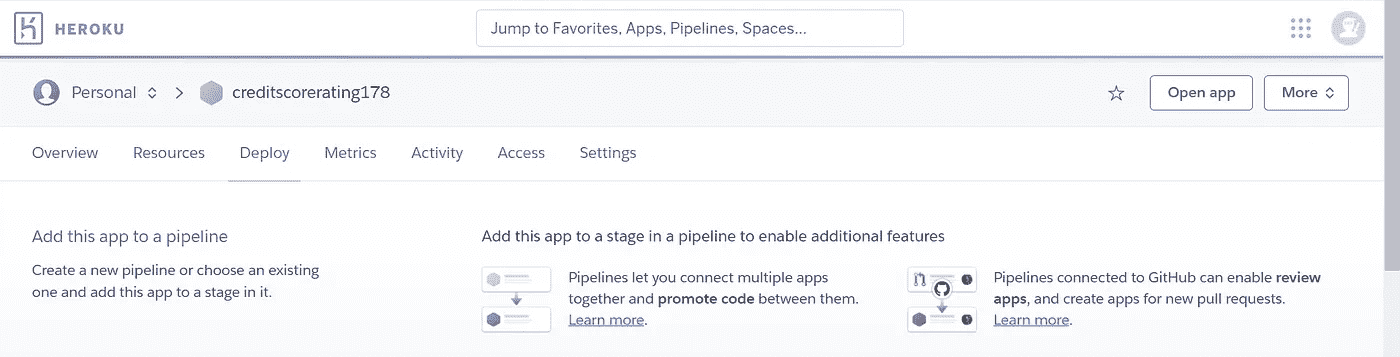 HEROKU
Jump to Favorites, Apps, Pipelines, Spaces...
Personal
creditscorerating178
Open app
More
Overview
Resources
Deploy
Metrics
Activity
Access
Settings
Add this app to a pipeline
Create a new pipeline or choose an existing
one and add this app to a stage in it.
Add this app to a stage in a pipeline to enable additional features
Pipelines let you connect multiple apps
together and promote code between them.
Learn more.
Pipelines connected to GitHub can enable review
apps, and create apps for new pull requests.
Learn more.